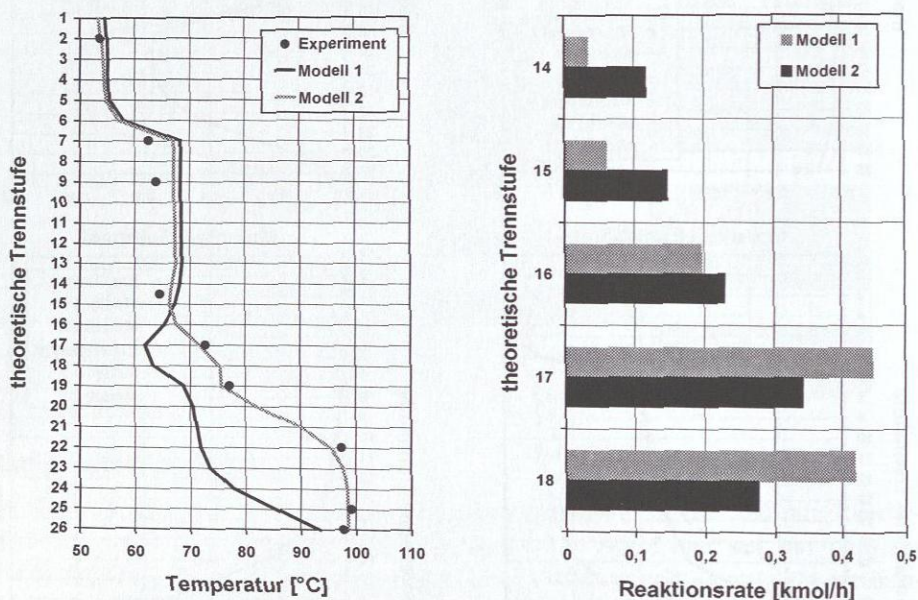 theoretische Trennstufe
1
2
3
4
5
6
7
8
9
10
11
12
13
14
15
16
17
18
19
20
21
22
23
24
25
26
50 60 70 80 90 100 110
Temperatur [°C]
Experiment
Modell 1
Modell 2
theoretische Trennstufe
14
15
16
17
18
0 0,1 0,2 0,3 0,4 0,5
Reaktionsrate [kmol/h]
Modell 1
Modell 2